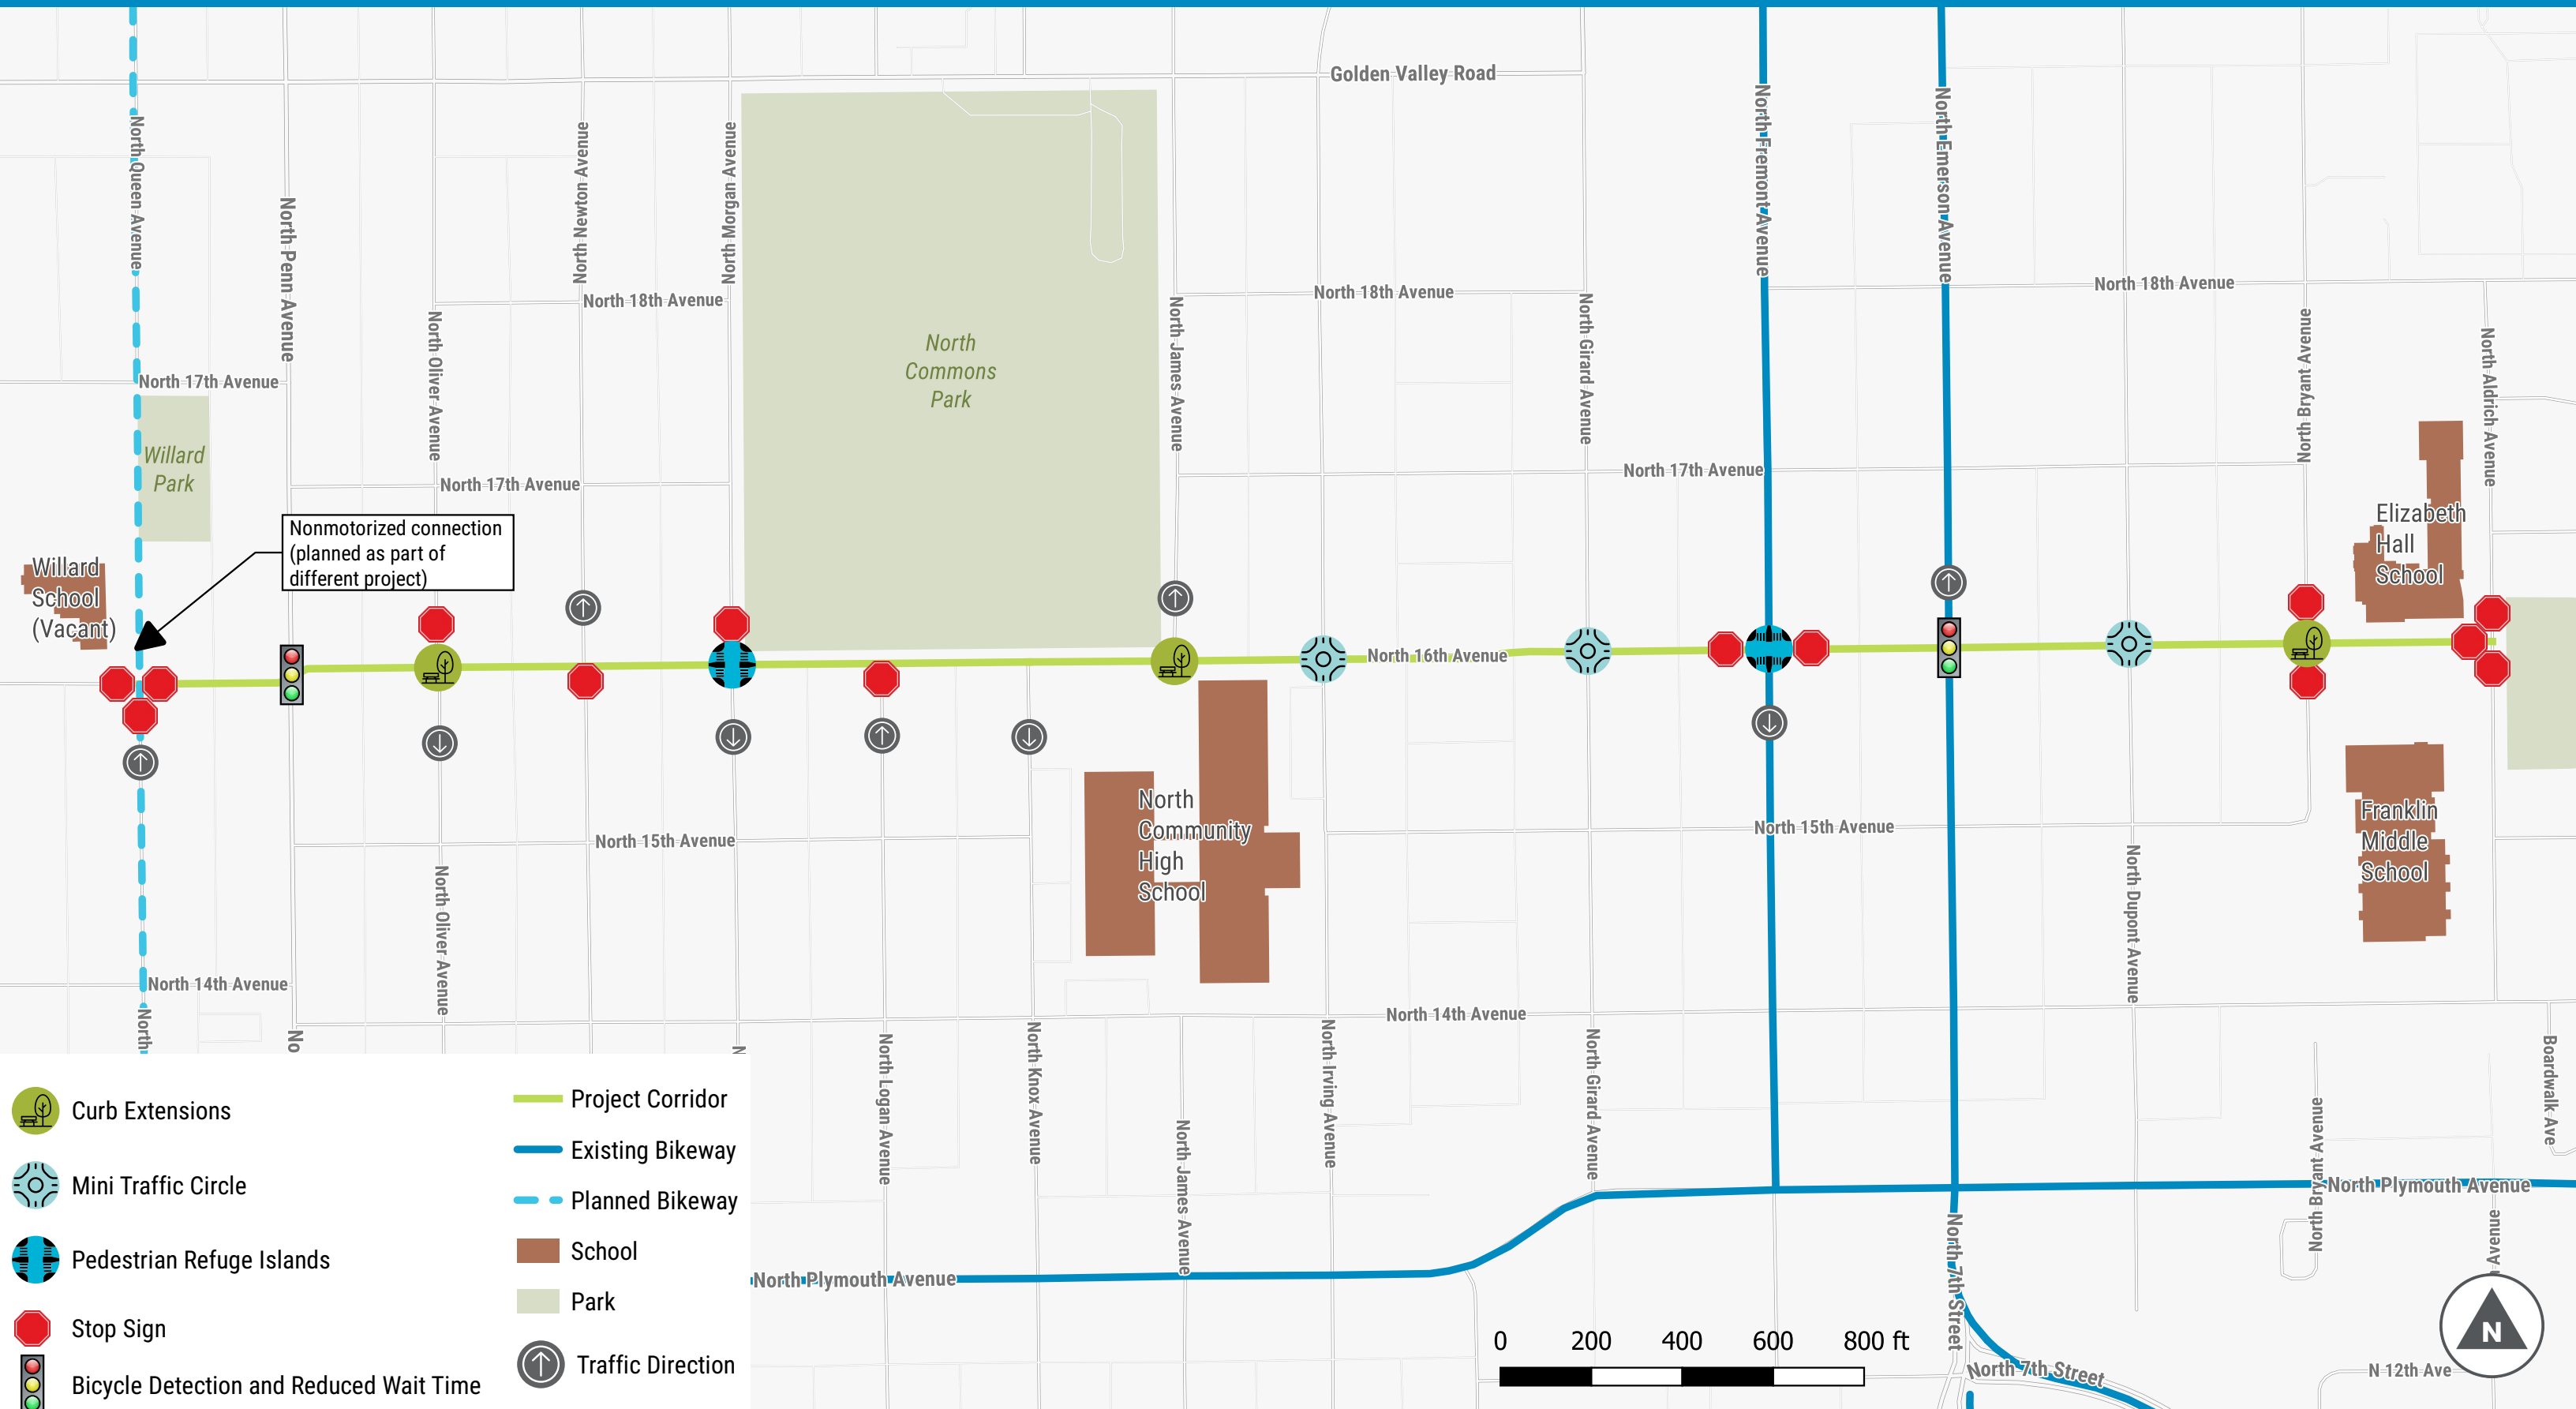 Golden Valley Road
North Queen Avenue
North Penn Avenue
North Newton Avenue
North Morgan Avenue
North Fremont Avenue
North Emerson Avenue
North 18th Avenue
North 18th Avenue
North 18th Avenue
North Oliver Avenue
North James Avenue
North Girard Avenue
North Bryant Avenue
North Aldrich Avenue
North
Commons
Park
North 17th Avenue
North 17th Avenue
North 17th Avenue
Willard
Park
Nonmotorized connection
(planned as part of
different project)
Willard
School
(Vacant)
Elizabeth
Hall
School
North 16th Avenue
North
Community
High
School
Franklin
Middle
School
North 15th Avenue
North 15th Avenue
North Oliver Avenue
North Dupont Avenue
North 14th Avenue
North 14th Avenue
North
No
N
North Logan Avenue
North Knox Avenue
North James Avenue
North Irving Avenue
North Girard Avenue
Boardwalk Ave
North Bryant Avenue
North Plymouth Avenue
North Plymouth Avenue
Avenue
North 7th Street
North 7th Street
N 12th Ave
Curb Extensions
Mini Traffic Circle
Pedestrian Refuge Islands
Stop Sign
Bicycle Detection and Reduced Wait Time
Project Corridor
Existing Bikeway
Planned Bikeway
School
Park
Traffic Direction
0 200 400 600 800 ft
N